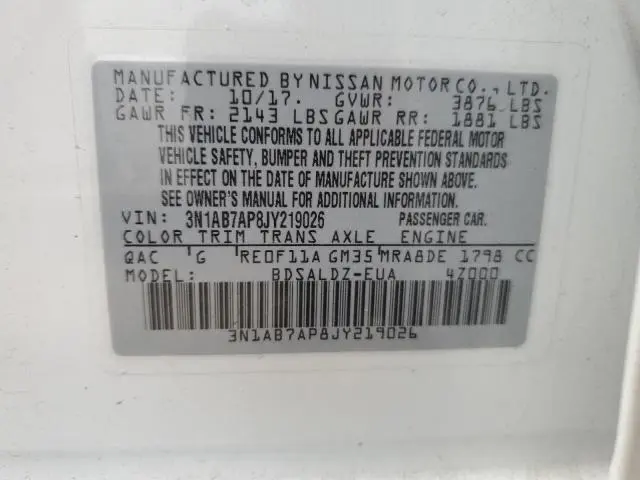 MANUFACTURED BY NISSAN MOTOR CO., LTD.
DATE: 10/17. GVWR: 3876 LBS
GAWR FR: 2143 LBS GAWR RR: 1881 LBS
THIS VEHICLE CONFORMS TO ALL APPLICABLE FEDERAL MOTOR
VEHICLE SAFETY, BUMPER AND THEFT PREVENTION STANDARDS
IN EFFECT ON THE DATE OF MANUFACTURE SHOWN ABOVE.
SEE OWNER'S MANUAL FOR ADDITIONAL INFORMATION.
VIN: 3N1AB7AP8JY219026 PASSENGER CAR.
COLOR TRIM TRANS AXLE ENGINE
QAC G RE0F11A GM35 MRA8DE 1798 CC
MODEL: BDSALDZ-EUA 4Z000
3N1AB7AP8JY219026